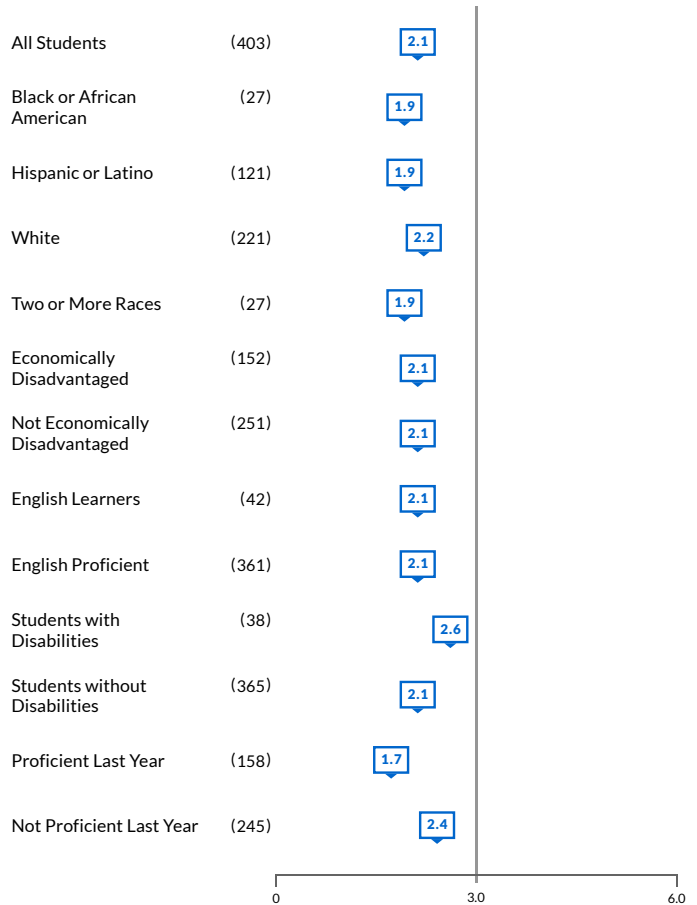 All Students (403) 2.1
Black or African (27)
American 1.9
Hispanic or Latino (121) 1.9
White (221) 2.2
Two or More Races (27) 1.9
Economically (152)
Disadvantaged 2.1
Not Economically (251)
Disadvantaged 2.1
English Learners (42) 2.1
English Proficient (361) 2.1
Students with (38)
Disabilities 2.6
Students without (365)
Disabilities 2.1
Proficient Last Year (158) 1.7
Not Proficient Last Year (245) 2.4
0 3.0 6.0